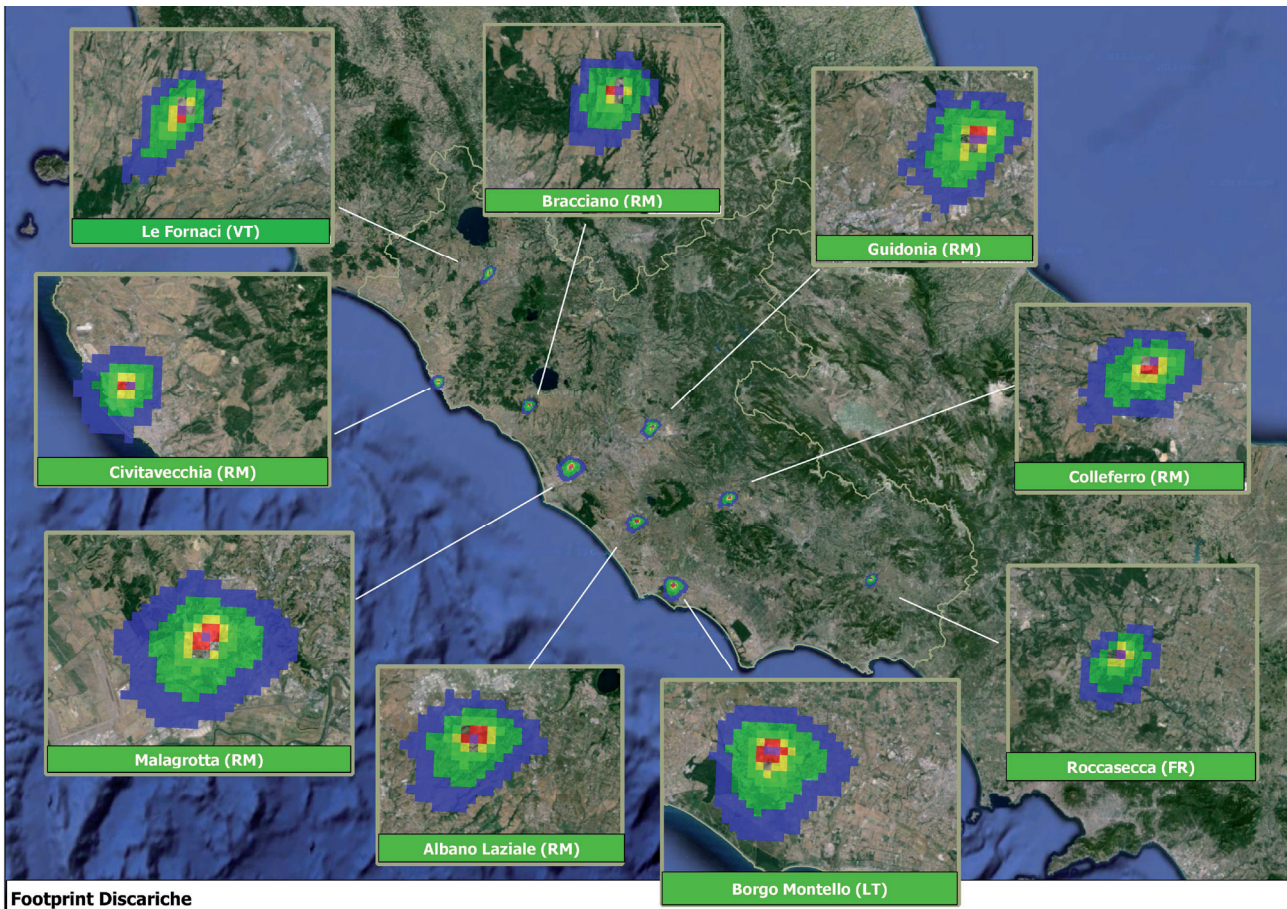 Le Fornaci (VT)
Bracciano (RM)
Guidonia (RM)
Civitavecchia (RM)
Colleferro (RM)
Malagrotta (RM)
Albano Laziale (RM)
Borgo Montello (LT)
Roccasecca (FR)
Footprint Discariche